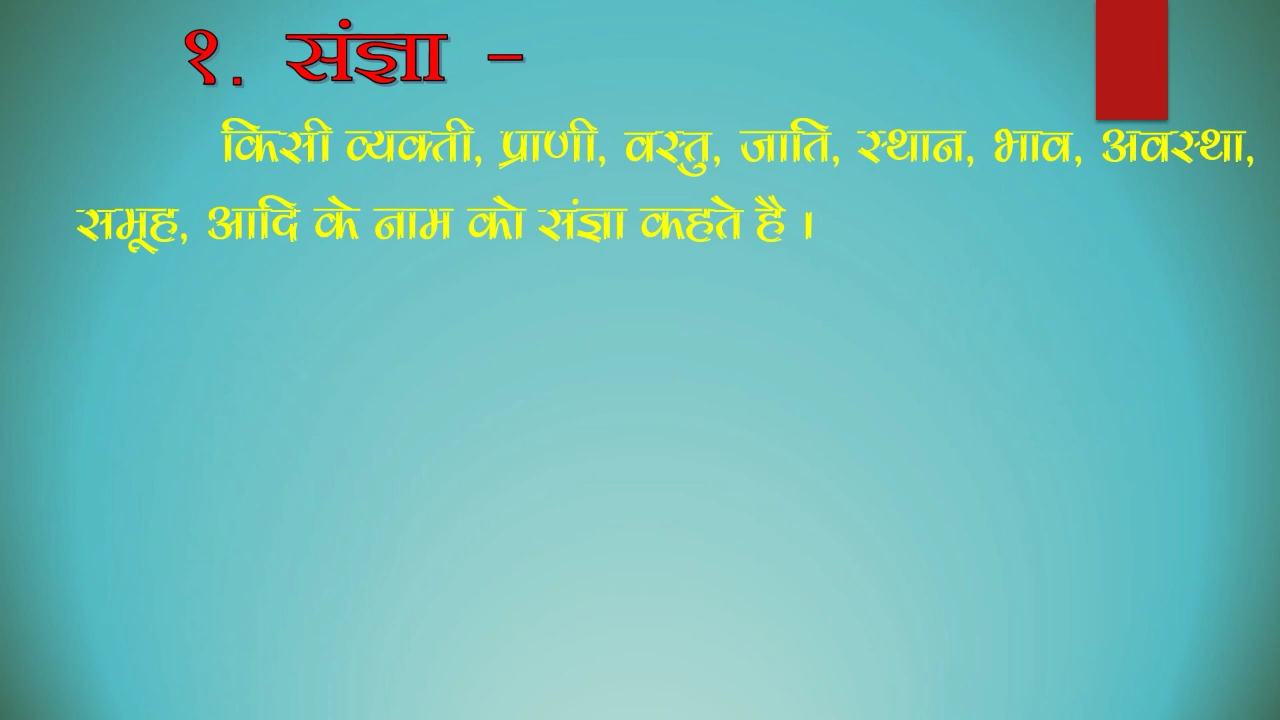 १. संज्ञा -
किसी व्यक्ती, प्राणी, वस्तु, जाति, स्थान, भाव, अवस्था,
समूह, आदि के नाम को संज्ञा कहते है ।